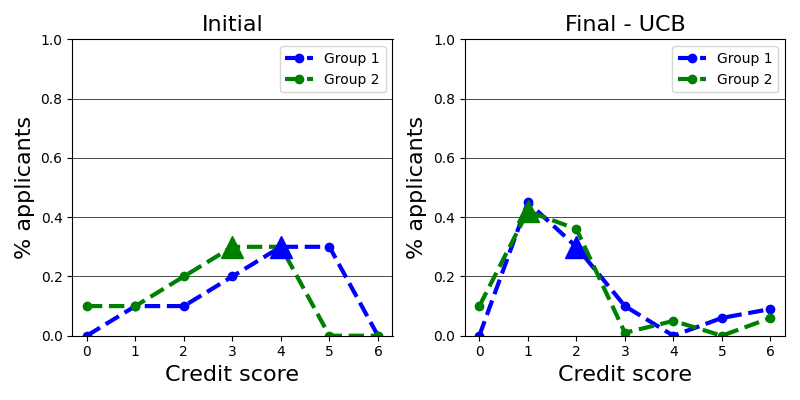 Initial
1.0
0.8
0.6
0.4
0.2
0.0
% applicants
Group 1
Group 2
0 1 2 3 4 5 6
Credit score
Final - UCB
1.0
0.8
0.6
0.4
0.2
0.0
% applicants
Group 1
Group 2
0 1 2 3 4 5 6
Credit score